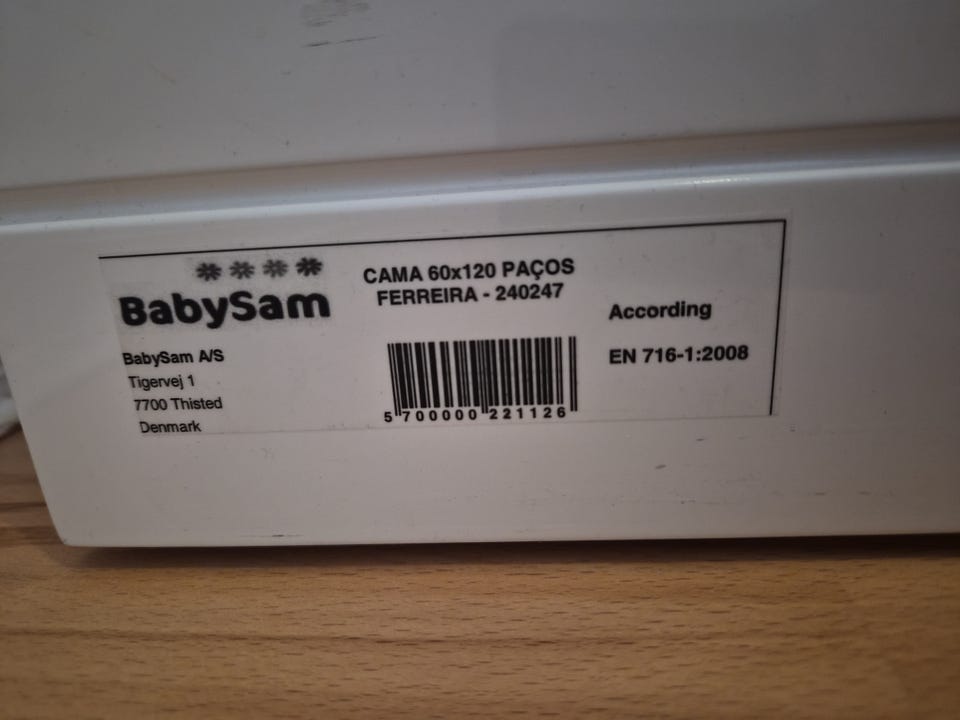 BabySam
BabySam A/S
Tigervej 1
7700 Thisted
Denmark
CAMA 60x120 PAÇOS
FERREIRA - 240247
5 700000 221126
According
EN 716-1:2008